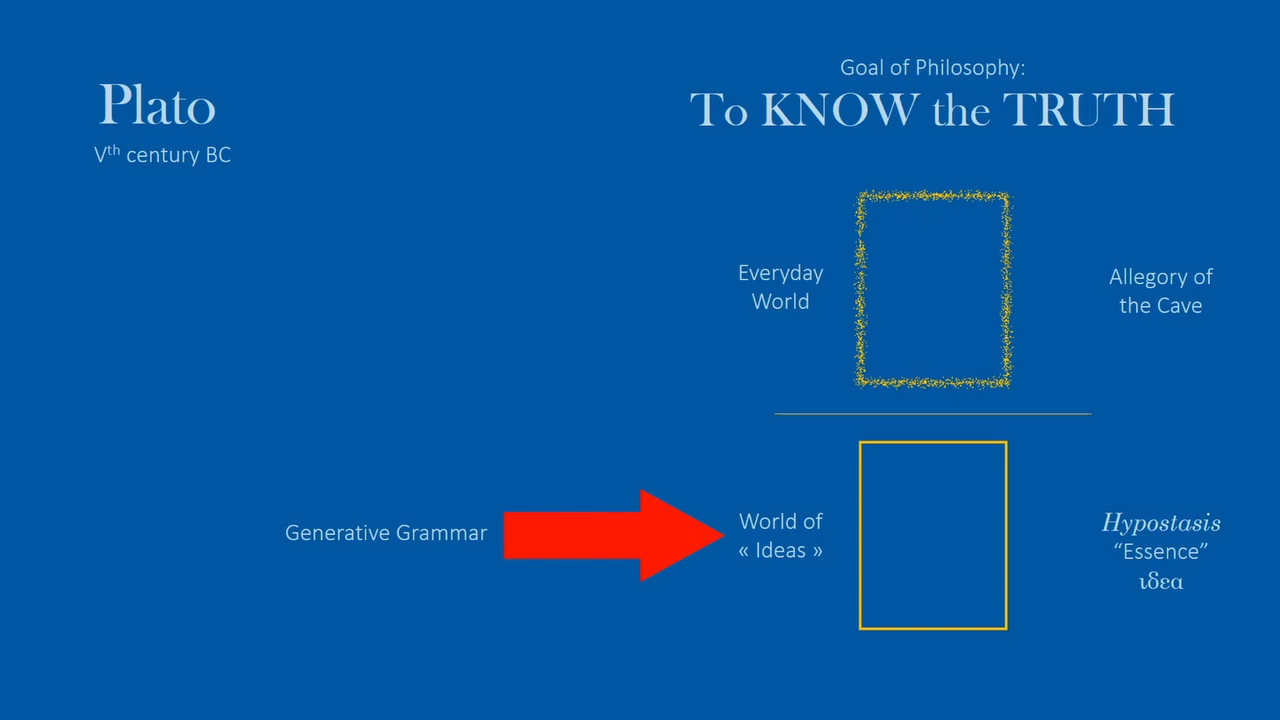 Plato
Vth century BC
Goal of Philosophy:
To KNOW the TRUTH
Everyday
World
Allegory of
the Cave
Generative Grammar
World of
« Ideas »
Hypostasis
“Essence”
ιδεα